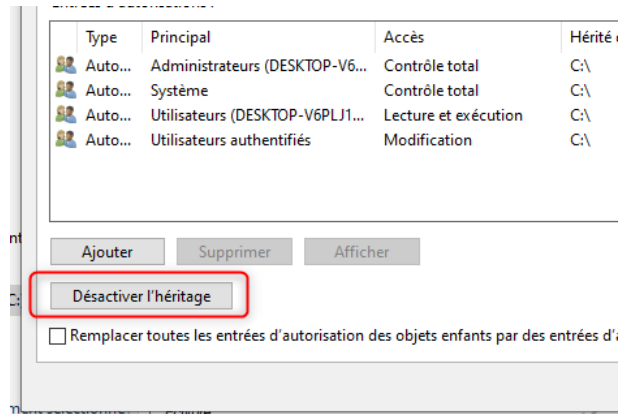 Type Principal Accès Hérité
Auto... Administrateurs (DESKTOP-V6... Contrôle total C:\
Auto... Système Contrôle total C:\
Auto... Utilisateurs (DESKTOP-V6PLJ1... Lecture et exécution C:\
Auto... Utilisateurs authentifiés Modification C:\
Ajouter Supprimer Afficher
Désactiver l'héritage
Remplacer toutes les entrées d'autorisation des objets enfants par des entrées d'a